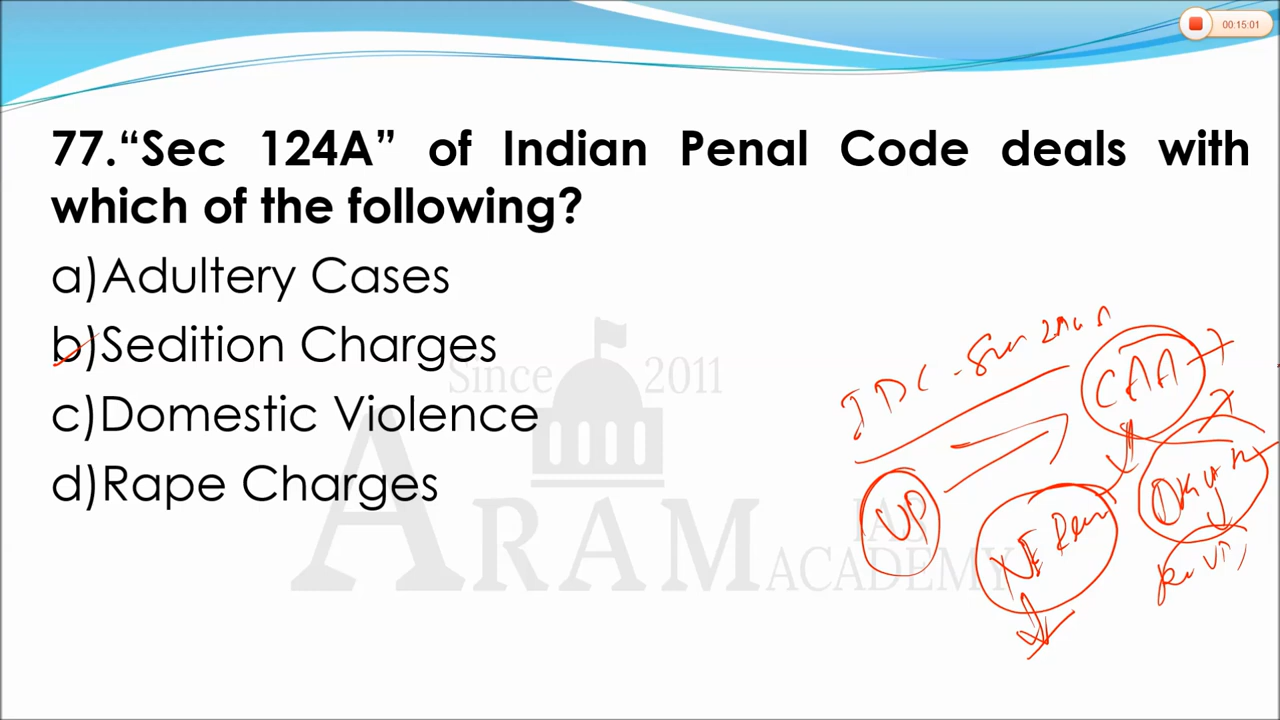 00:15:01
77.“Sec 124A” of Indian Penal Code deals with
which of the following?
a)Adultery Cases
b)Sedition Charges
c)Domestic Violence
d)Rape Charges
Since 2011
ARAM IAS
ACADEMY
CAA
UP
NE